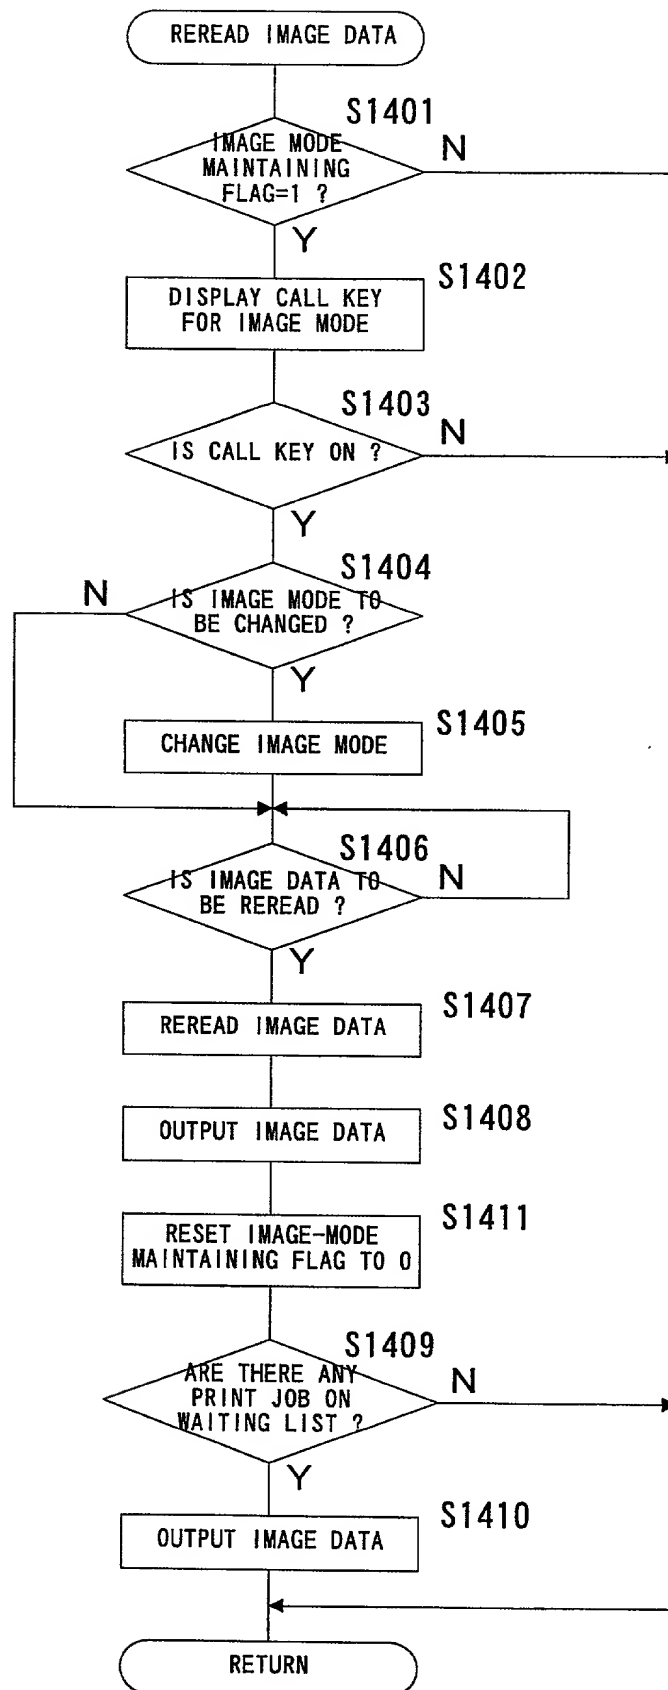 REREAD IMAGE DATA
S1401
IMAGE MODE
MAINTAINING
FLAG=1 ?
N
Y
S1402
DISPLAY CALL KEY
FOR IMAGE MODE
S1403
IS CALL KEY ON ?
N
Y
S1404
N
IS IMAGE MODE TO
BE CHANGED ?
Y
S1405
CHANGE IMAGE MODE
S1406
IS IMAGE DATA TO
BE REREAD ?
N
Y
S1407
REREAD IMAGE DATA
S1408
OUTPUT IMAGE DATA
S1411
RESET IMAGE-MODE
MAINTAINING FLAG TO 0
S1409
ARE THERE ANY
PRINT JOB ON
WAITING LIST ?
N
Y
S1410
OUTPUT IMAGE DATA
RETURN